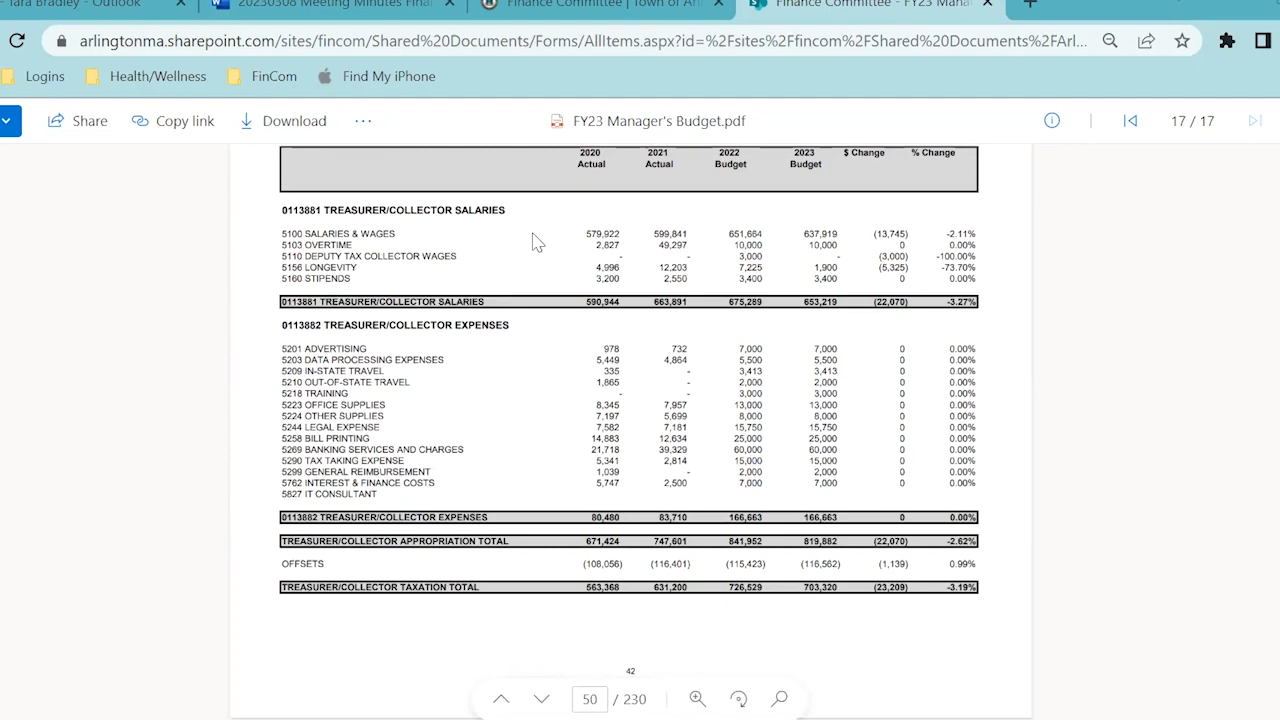 Tara Bradley - Outlook 20230308 Meeting Minutes Final Finance Committee | Town of Arl Finance Committee - FY23 Mana
arlingtonma.sharepoint.com/sites/fincom/Shared%20Documents/Forms/AllItems.aspx?id=%2Fsites%2Ffincom%2FShared%20Documents%2FArl...
Logins Health/Wellness FinCom Find My iPhone
Share Copy link Download ... FY23 Manager's Budget.pdf 17 / 17
2020 2021 2022 2023 $ Change % Change
Actual Actual Budget Budget
0113881 TREASURER/COLLECTOR SALARIES
5100 SALARIES & WAGES 579,922 599,841 651,664 637,919 (13,745) -2.11%
5103 OVERTIME 2,827 49,297 10,000 10,000 0 0.00%
5110 DEPUTY TAX COLLECTOR WAGES - - 3,000 - (3,000) -100.00%
5156 LONGEVITY 4,996 12,203 7,225 1,900 (5,325) -73.70%
5160 STIPENDS 3,200 2,550 3,400 3,400 0 0.00%
0113881 TREASURER/COLLECTOR SALARIES 590,944 663,891 675,289 653,219 (22,070) -3.27%
0113882 TREASURER/COLLECTOR EXPENSES
5201 ADVERTISING 978 732 7,000 7,000 0 0.00%
5203 DATA PROCESSING EXPENSES 5,449 4,864 5,500 5,500 0 0.00%
5209 IN-STATE TRAVEL 335 - 3,413 3,413 0 0.00%
5210 OUT-OF-STATE TRAVEL 1,865 - 2,000 2,000 0 0.00%
5218 TRAINING - - 3,000 3,000 0 0.00%
5223 OFFICE SUPPLIES 8,345 7,957 13,000 13,000 0 0.00%
5224 OTHER SUPPLIES 7,197 5,699 8,000 8,000 0 0.00%
5244 LEGAL EXPENSE 7,582 7,181 15,750 15,750 0 0.00%
5258 BILL PRINTING 14,883 12,634 25,000 25,000 0 0.00%
5269 BANKING SERVICES AND CHARGES 21,718 39,329 60,000 60,000 0 0.00%
5290 TAX TAKING EXPENSE 5,341 2,814 15,000 15,000 0 0.00%
5299 GENERAL REIMBURSEMENT 1,039 - 2,000 2,000 0 0.00%
5762 INTEREST & FINANCE COSTS 5,747 2,500 7,000 7,000 0 0.00%
5827 IT CONSULTANT
0113882 TREASURER/COLLECTOR EXPENSES 80,480 83,710 166,663 166,663 0 0.00%
TREASURER/COLLECTOR APPROPRIATION TOTAL 671,424 747,601 841,952 819,882 (22,070) -2.62%
OFFSETS (108,056) (116,401) (115,423) (116,562) (1,139) 0.99%
TREASURER/COLLECTOR TAXATION TOTAL 563,368 631,200 726,529 703,320 (23,209) -3.19%
42
50 / 230